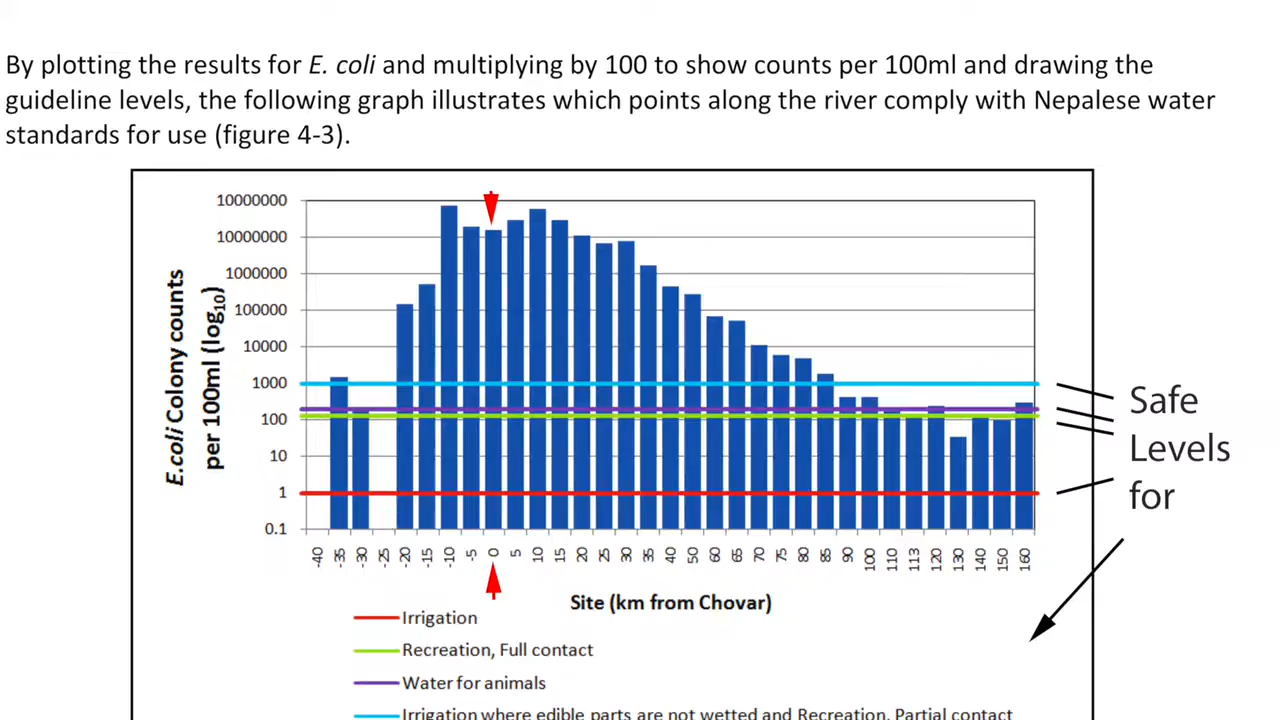 By plotting the results for E. coli and multiplying by 100 to show counts per 100ml and drawing the
guideline levels, the following graph illustrates which points along the river comply with Nepalese water
standards for use (figure 4-3).
E.coli Colony counts
per 100ml (log10)
10000000
10000000
1000000
100000
10000
1000
100
10
1
0.1
-40 -35 -30 -25 -20 -15 -10 -5 0 5 10 15 20 25 30 35 40 50 60 65 70 75 80 85 90 100 110 113 120 130 140 150 160
Site (km from Chovar)
Safe
Levels
for
Irrigation
Recreation, Full contact
Water for animals
Irrigation where edible parts are not wetted and Recreation, Partial contact